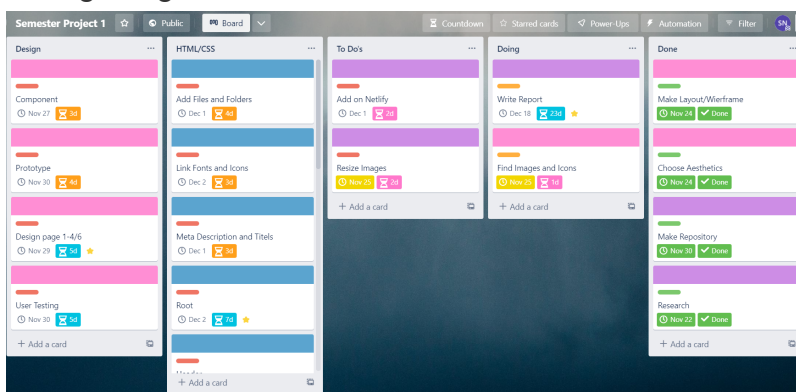 Semester Project 1
Public
Board
Countdown
Starred cards
Power-Ups
Automation
Filter
SN
Design
Component
Nov 27 3d
Prototype
Nov 30 4d
Design page 1-4/6
Nov 29 5d
User Testing
Nov 30 5d
+ Add a card
HTML/CSS
Add Files and Folders
Dec 1 4d
Link Fonts and Icons
Dec 2 3d
Meta Description and Titels
Dec 1 3d
Root
Dec 2 7d
Header
+ Add a card
To Do's
Add on Netlify
Dec 1 2d
Resize Images
Nov 25 2d
+ Add a card
Doing
Write Report
Dec 18 23d
Find Images and Icons
Nov 25 1d
+ Add a card
Done
Make Layout/Wierframe
Nov 24 Done
Choose Aesthetics
Nov 24 Done
Make Repository
Nov 30 Done
Research
Nov 22 Done
+ Add a card